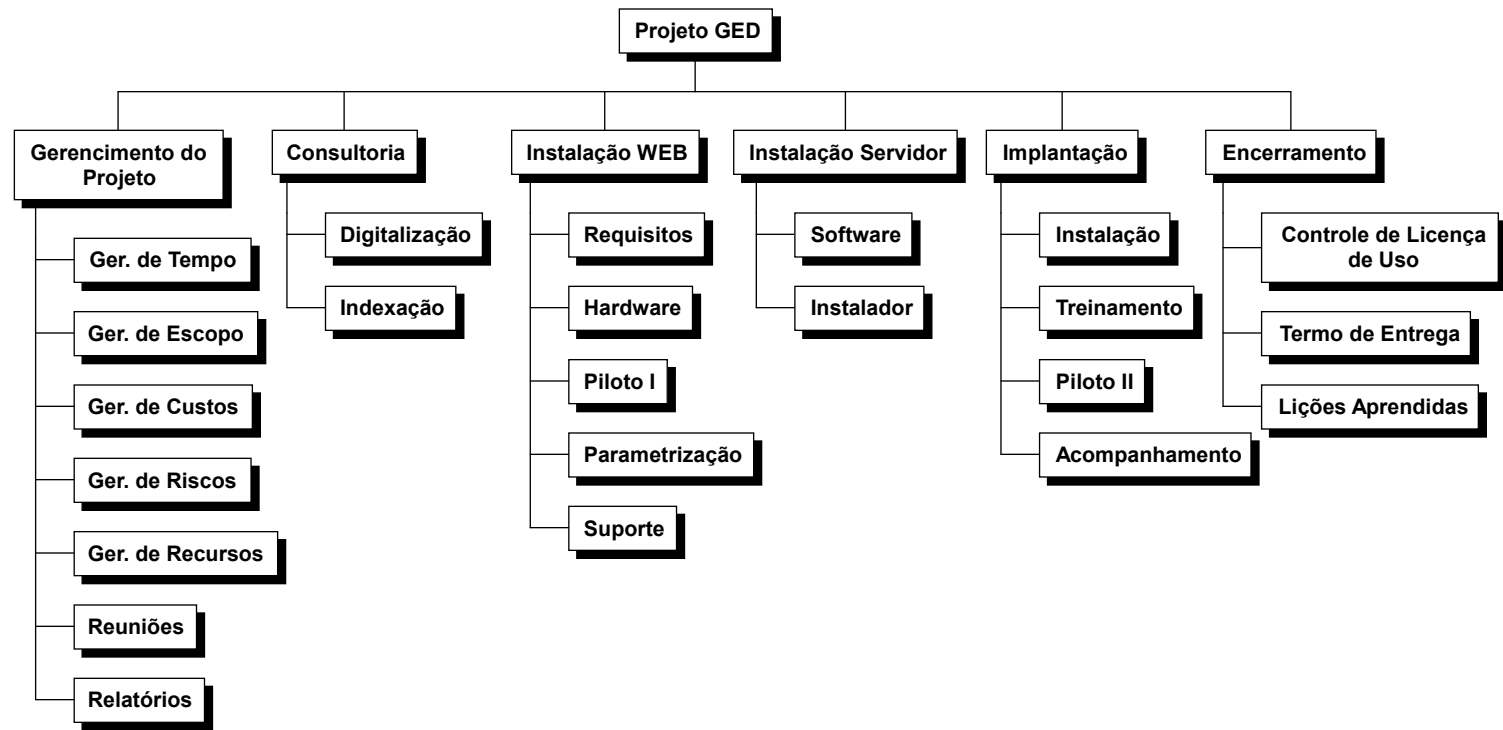 Projeto GED
Gerencimento do
Projeto
Ger. de Tempo
Ger. de Escopo
Ger. de Custos
Ger. de Riscos
Ger. de Recursos
Reuniões
Relatórios
Consultoria
Digitalização
Indexação
Instalação WEB
Requisitos
Hardware
Piloto I
Parametrização
Suporte
Instalação Servidor
Software
Instalador
Implantação
Instalação
Treinamento
Piloto II
Acompanhamento
Encerramento
Controle de Licença
de Uso
Termo de Entrega
Lições Aprendidas